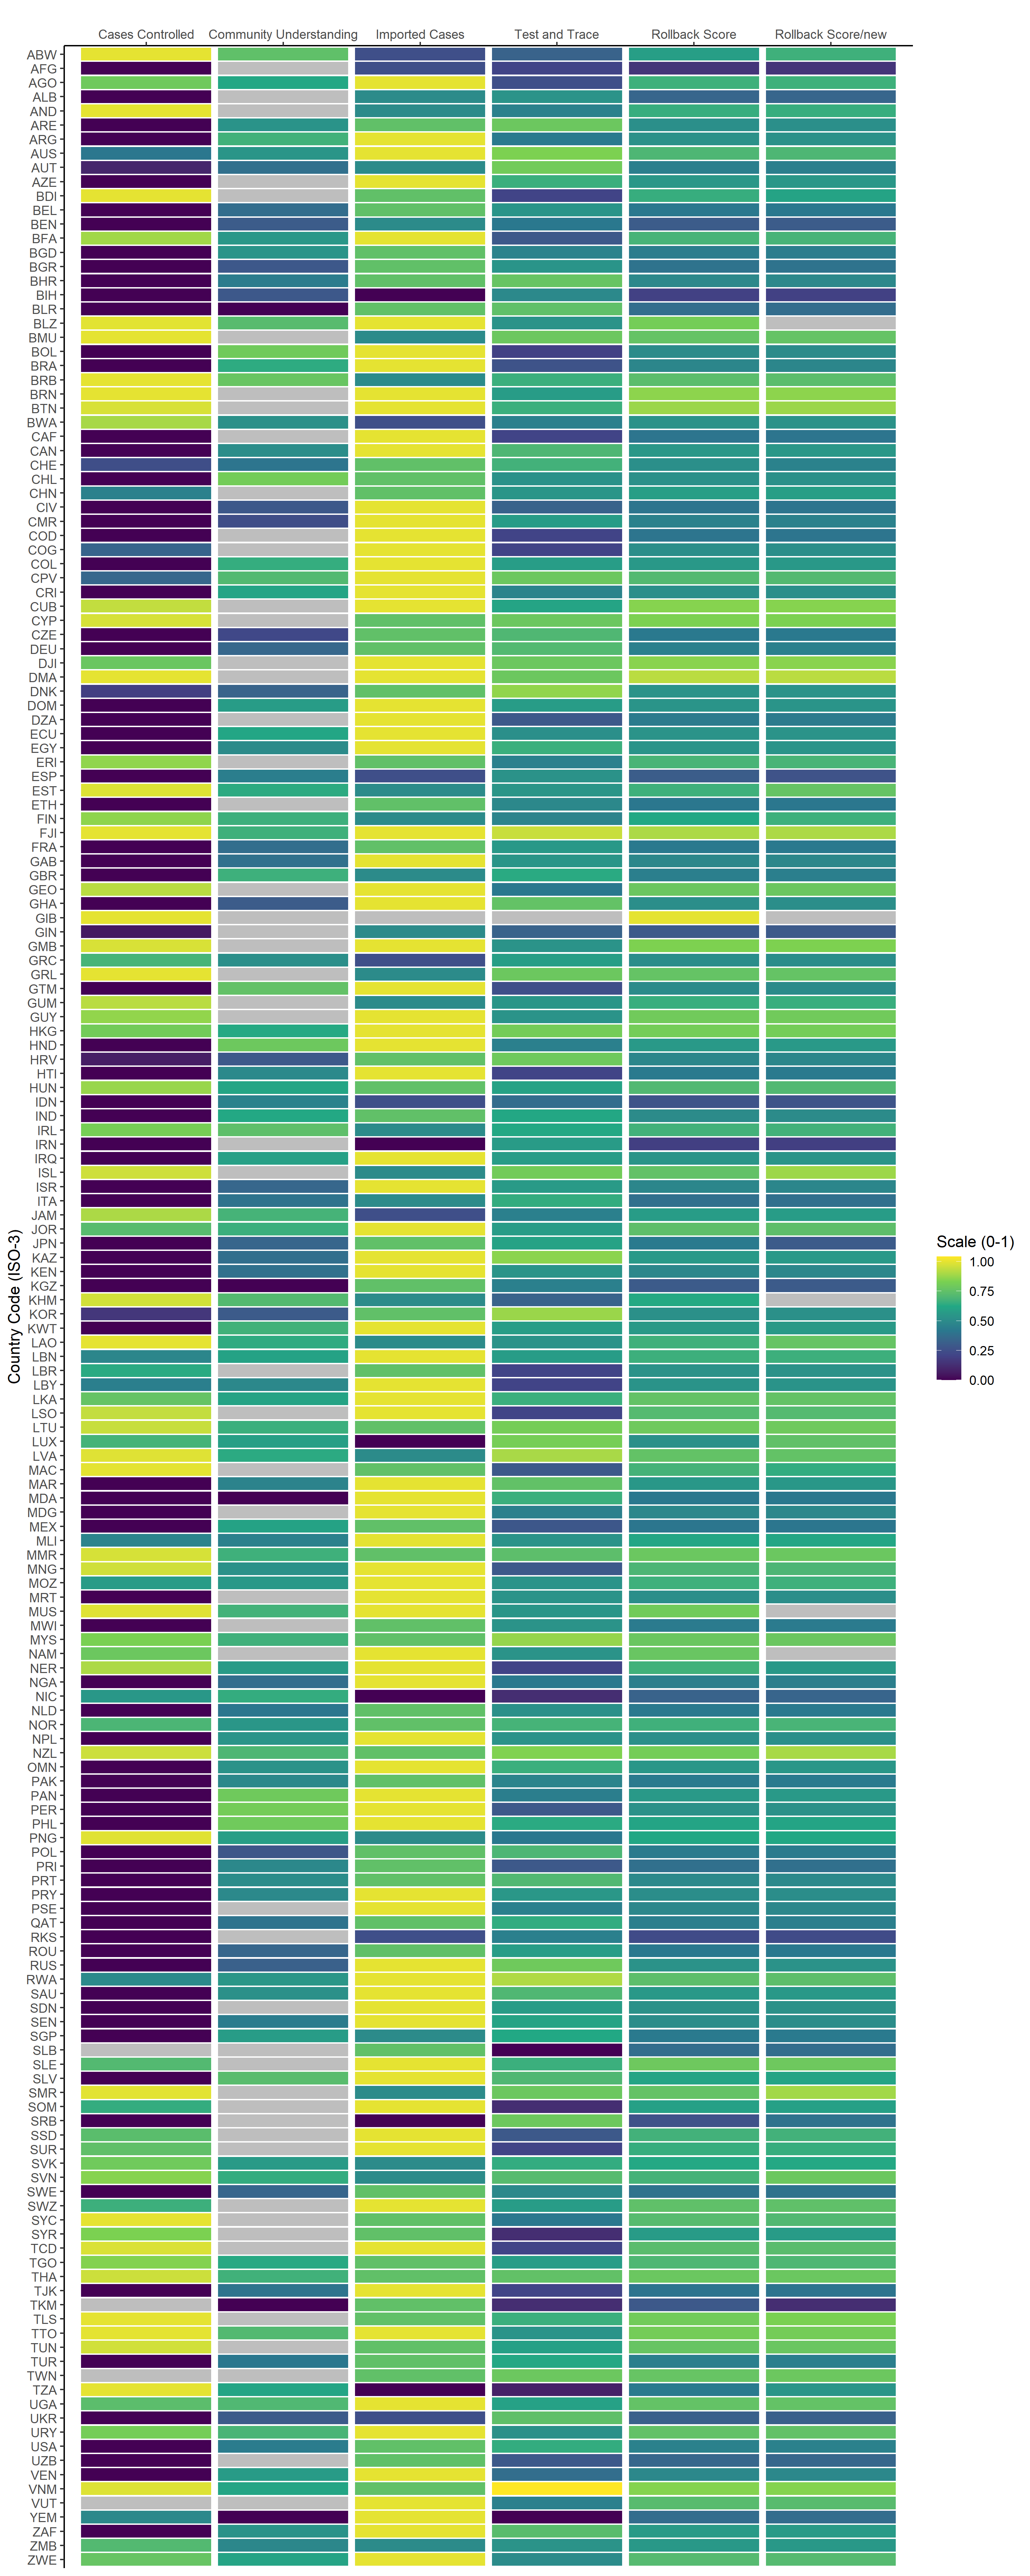 Cases Controlled Community Understanding Imported Cases Test and Trace Rollback Score Rollback Score/new
ABW
AFG
AGO
ALB
AND
ARE
ARG
AUS
AUT
AZE
BDI
BEL
BEN
BFA
BGD
BGR
BHR
BIH
BLR
BLZ
BMU
BOL
BRA
BRB
BRN
BTN
BWA
CAF
CAN
CHE
CHL
CHN
CIV
CMR
COD
COG
COL
CPV
CRI
CUB
CYP
CZE
DEU
DJI
DMA
DNK
DOM
DZA
ECU
EGY
ERI
ESP
EST
ETH
FIN
FJI
FRA
GAB
GBR
GEO
GHA
GIB
GIN
GMB
GRC
GRL
GTM
GUM
GUY
HKG
HND
HRV
HTI
HUN
IDN
IND
IRL
IRN
IRQ
ISL
ISR
ITA
JAM
JOR
JPN
KAZ
KEN
KGZ
KHM
KOR
KWT
LAO
LBN
LBR
LBY
LKA
LSO
LTU
LUX
LVA
MAC
MAR
MDA
MDG
MEX
MLI
MMR
MNG
MOZ
MRT
MUS
MWI
MYS
NAM
NER
NGA
NIC
NLD
NOR
NPL
NZL
OMN
PAK
PAN
PER
PHL
PNG
POL
PRI
PRT
PRY
PSE
QAT
RKS
ROU
RUS
RWA
SAU
SDN
SEN
SGP
SLB
SLE
SLV
SMR
SOM
SRB
SSD
SUR
SVK
SVN
SWE
SWZ
SYC
SYR
TCD
TGO
THA
TJK
TKM
TLS
TTO
TUN
TUR
TWN
TZA
UGA
UKR
URY
USA
UZB
VEN
VNM
VUT
YEM
ZAF
ZMB
ZWE
Country Code (ISO-3)
Scale (0-1)
1.00
0.75
0.50
0.25
0.00